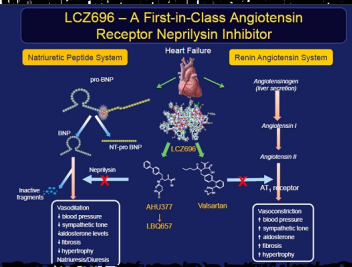 LCZ696 – A First-in-Class Angiotensin
Receptor Neprilysin Inhibitor
Heart Failure
Natriuretic Peptide System
Renin Angiotensin System
pro-BNP
Angiotensinogen
(liver secretion)
BNP
NT-pro BNP
LCZ696
Angiotensin I
Angiotensin II
Neprilysin
X
X
AT₁ receptor
Inactive
fragments
AHU377
↓
LBQ657
Valsartan
Vasodilation
↓ blood pressure
↓ sympathetic tone
↓aldosterone levels
↓ fibrosis
↓ hypertrophy
Natriuresis/Diuresis
Vasoconstriction
↑ blood pressure
↑ sympathetic tone
↑ aldosterone
↑ fibrosis
↑ hypertrophy